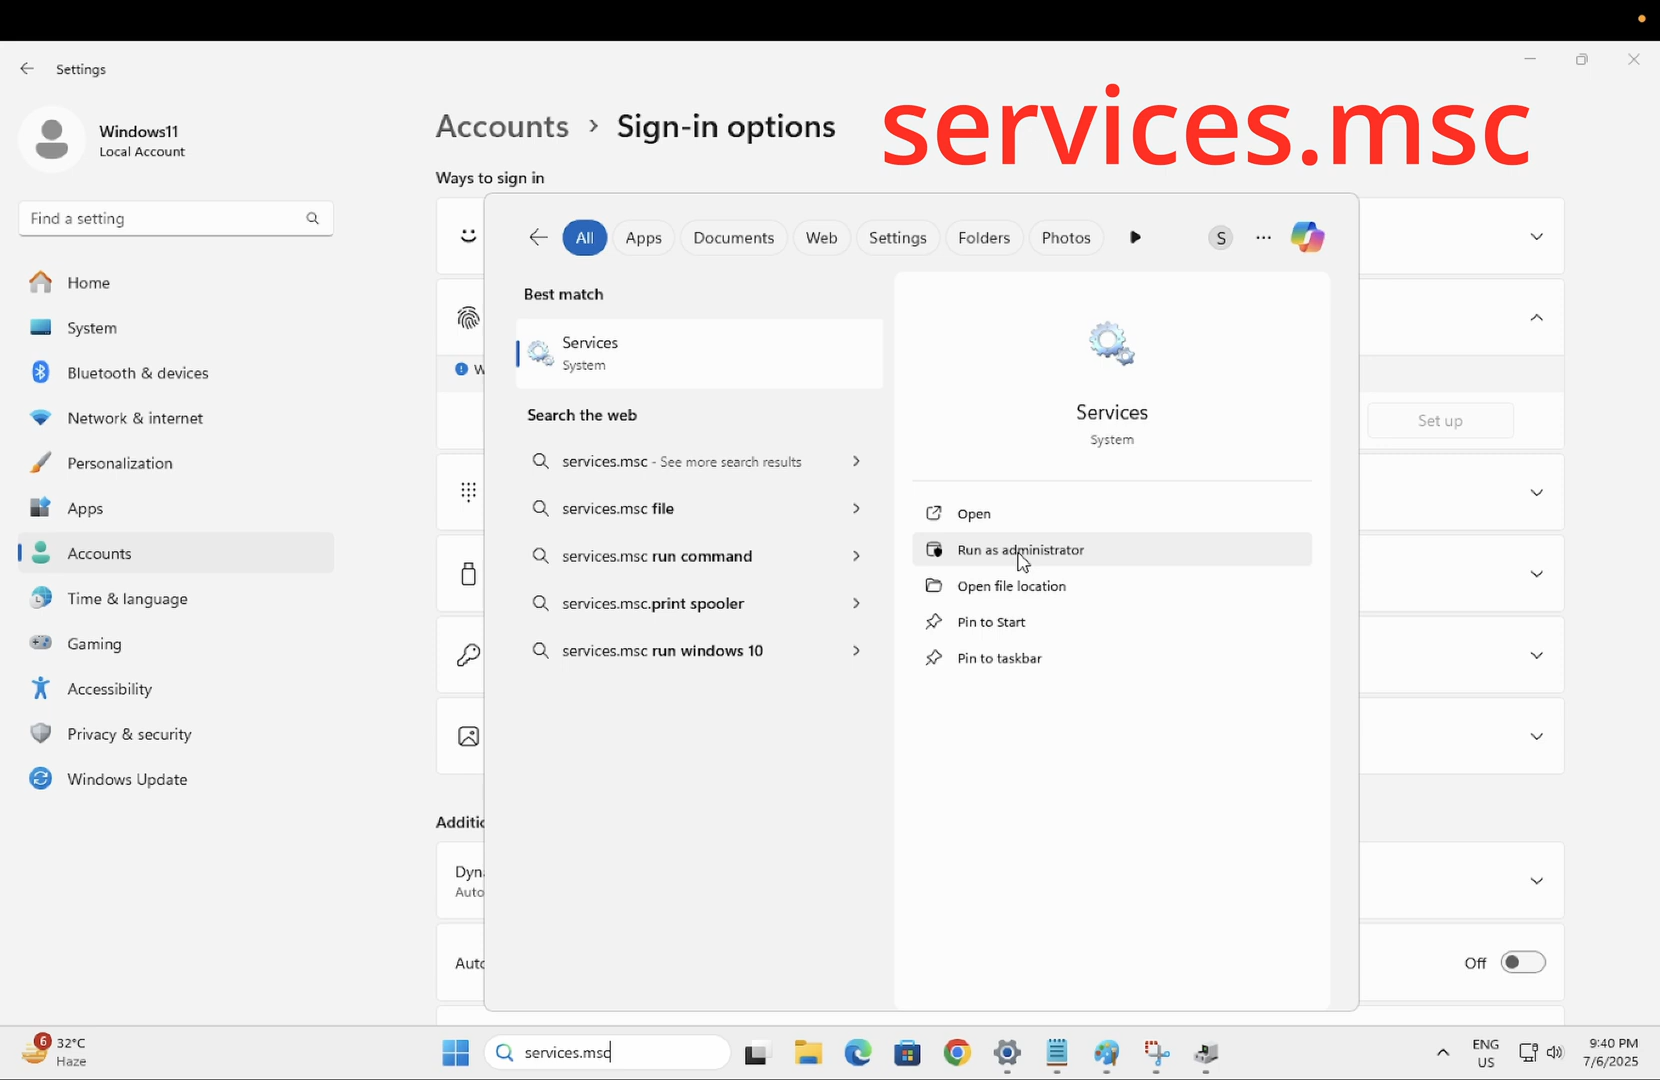 Settings
services.msc
Windows11
Local Account
Find a setting
Home
System
Bluetooth & devices
Network & internet
Personalization
Apps
Accounts
Time & language
Gaming
Accessibility
Privacy & security
Windows Update
Accounts > Sign-in options
Ways to sign in
W
Set up
Additic
Dyn
Auto
Auto
Off
All
Apps
Documents
Web
Settings
Folders
Photos
S
Best match
Services
System
Search the web
services.msc - See more search results
services.msc file
services.msc run command
services.msc.print spooler
services.msc run windows 10
Services
System
Open
Run as administrator
Open file location
Pin to Start
Pin to taskbar
6
32°C
Haze
services.msc
ENG
US
9:40 PM
7/6/2025